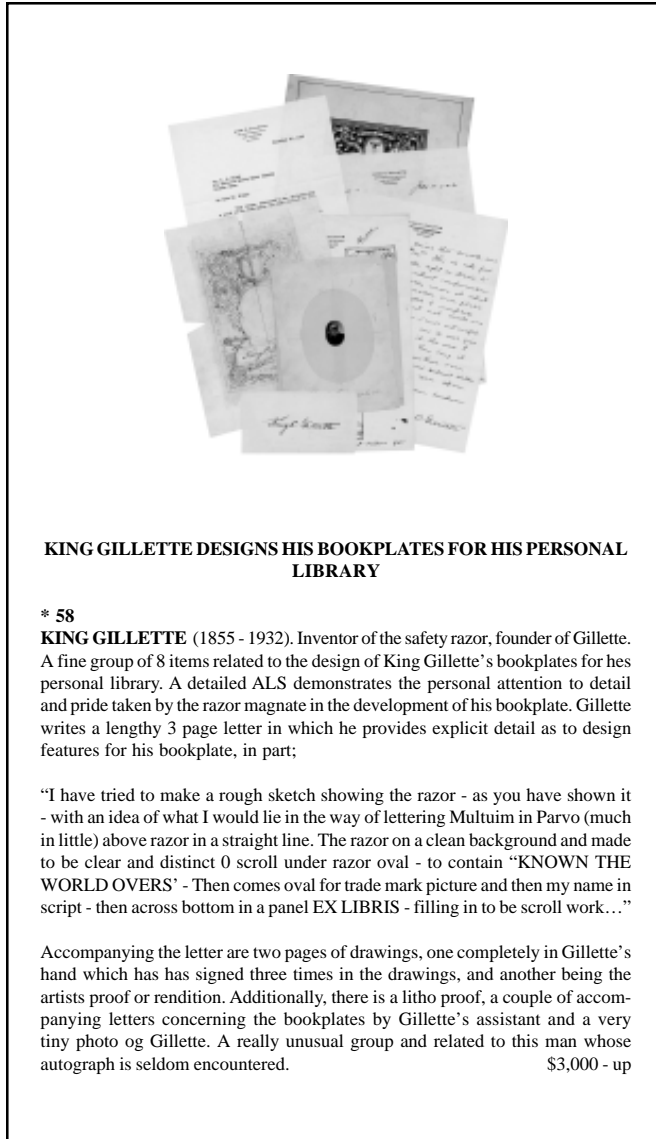 KING GILLETTE DESIGNS HIS BOOKPLATES FOR HIS PERSONAL
LIBRARY
* 58
KING GILLETTE (1855 - 1932). Inventor of the safety razor, founder of Gillette.
A fine group of 8 items related to the design of King Gillette’s bookplates for hes
personal library. A detailed ALS demonstrates the personal attention to detail
and pride taken by the razor magnate in the development of his bookplate. Gillette
writes a lengthy 3 page letter in which he provides explicit detail as to design
features for his bookplate, in part;
“I have tried to make a rough sketch showing the razor - as you have shown it
- with an idea of what I would lie in the way of lettering Multuim in Parvo (much
in little) above razor in a straight line. The razor on a clean background and made
to be clear and distinct 0 scroll under razor oval - to contain “KNOWN THE
WORLD OVERS’ - Then comes oval for trade mark picture and then my name in
script - then across bottom in a panel EX LIBRIS - filling in to be scroll work…”
Accompanying the letter are two pages of drawings, one completely in Gillette’s
hand which has has signed three times in the drawings, and another being the
artists proof or rendition. Additionally, there is a litho proof, a couple of accom-
panying letters concerning the bookplates by Gillette’s assistant and a very
tiny photo og Gillette. A really unusual group and related to this man whose
autograph is seldom encountered. $3,000 - up